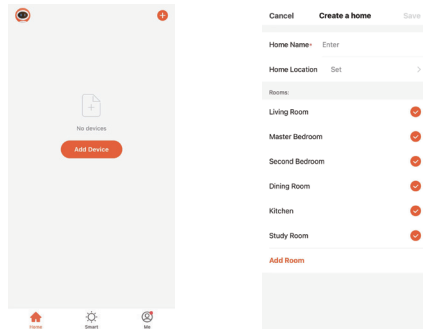 No devices
Add Device
Home
Smart
Me
Cancel
Create a home
Save
Home Name*
Enter
Home Location
Set
Rooms:
Living Room
Master Bedroom
Second Bedroom
Dining Room
Kitchen
Study Room
Add Room